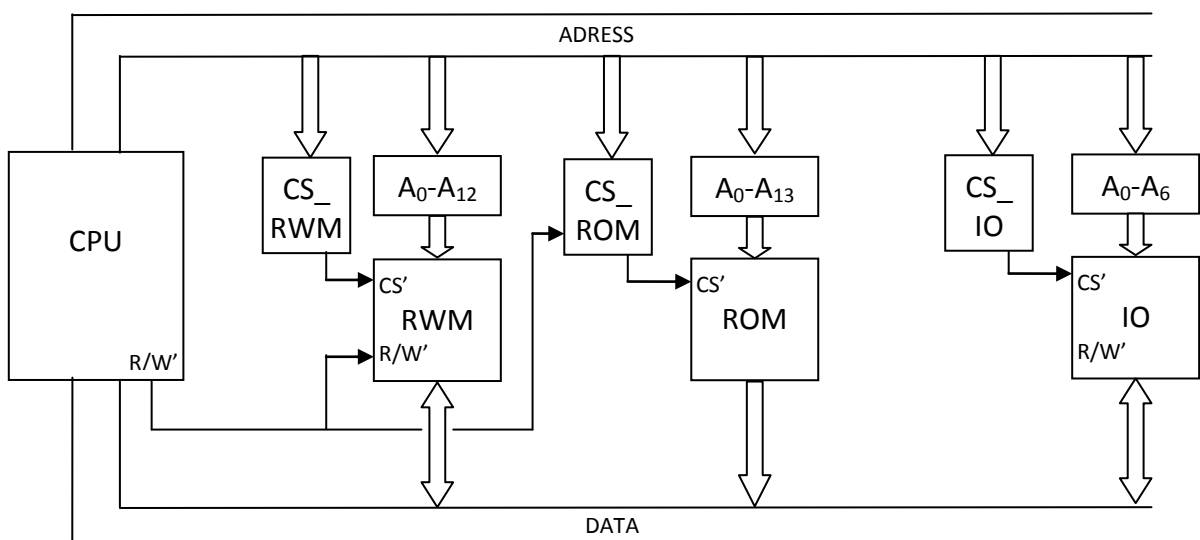 ADRESS
CS_
RWM
A₀-A₁₂
CS_
ROM
A₀-A₁₃
CS_
IO
A₀-A₆
CPU
R/W’
CS’
RWM
R/W’
CS’
ROM
CS’
IO
R/W’
DATA